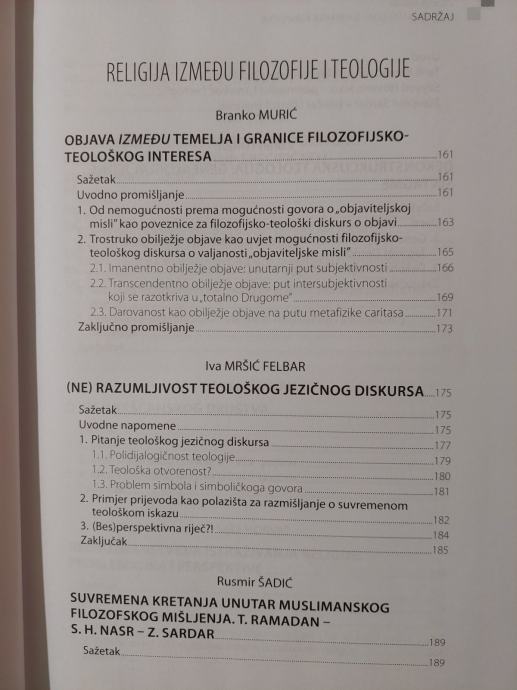 SADRŽAJ
RELIGIJA IZMEĐU FILOZOFIJE I TEOLOGIJE
Branko MURIĆ
OBJAVA IZMEĐU TEMELJA I GRANICE FILOZOFIJSKO-
TEOLOŠKOG INTERESA 161
Sažetak 161
Uvodno promišljanje 161
1. Od nemogućnosti prema mogućnosti govora o „objaviteljskoj
misli” kao poveznice za filozofijsko-teološki diskurs o objavi 163
2. Trostruko obilježje objave kao uvjet mogućnosti filozofijsko-
teološkog diskursa o valjanosti „objaviteljske misli” 165
2.1. Imanentno obilježje objave: unutarnji put subjektivnosti 166
2.2. Transcendentno obilježje objave: put intersubjektivnosti
koji se razotkriva u „totalno Drugome” 169
2.3. Darovanost kao obilježje objave na putu metafizike caritasa 171
Zaključno promišljanje 173
Iva MRŠIĆ FELBAR
(NE) RAZUMLJIVOST TEOLOŠKOG JEZIČNOG DISKURSA 175
Sažetak 175
Uvodne napomene 175
1. Pitanje teološkog jezičnog diskursa 177
1.1. Polidijalogičnost teologije 179
1.2. Teološka otvorenost? 180
1.3. Problem simbola i simboličkoga govora 181
2. Primjer prijevoda kao polazišta za razmišljanje o suvremenom
teološkom iskazu 182
3. (Bes)perspektivna riječ?! 184
Zaključak 185
Rusmir ŠADIĆ
SUVREMENA KRETANJA UNUTAR MUSLIMANSKOG
FILOZOFSKOG MIŠLJENJA. T. RAMADAN –
S. H. NASR – Z. SARDAR 189
Sažetak 189